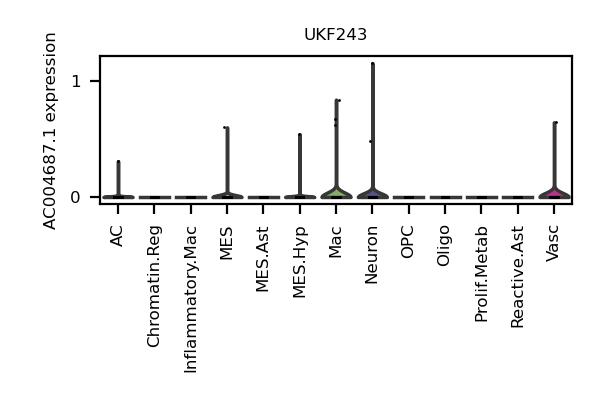 UKF243
AC004687.1 expression
1
0
AC
Chromatin.Reg
Inflammatory.Mac
MES
MES.Ast
MES.Hyp
Mac
Neuron
OPC
Oligo
Prolif.Metab
Reactive.Ast
Vasc